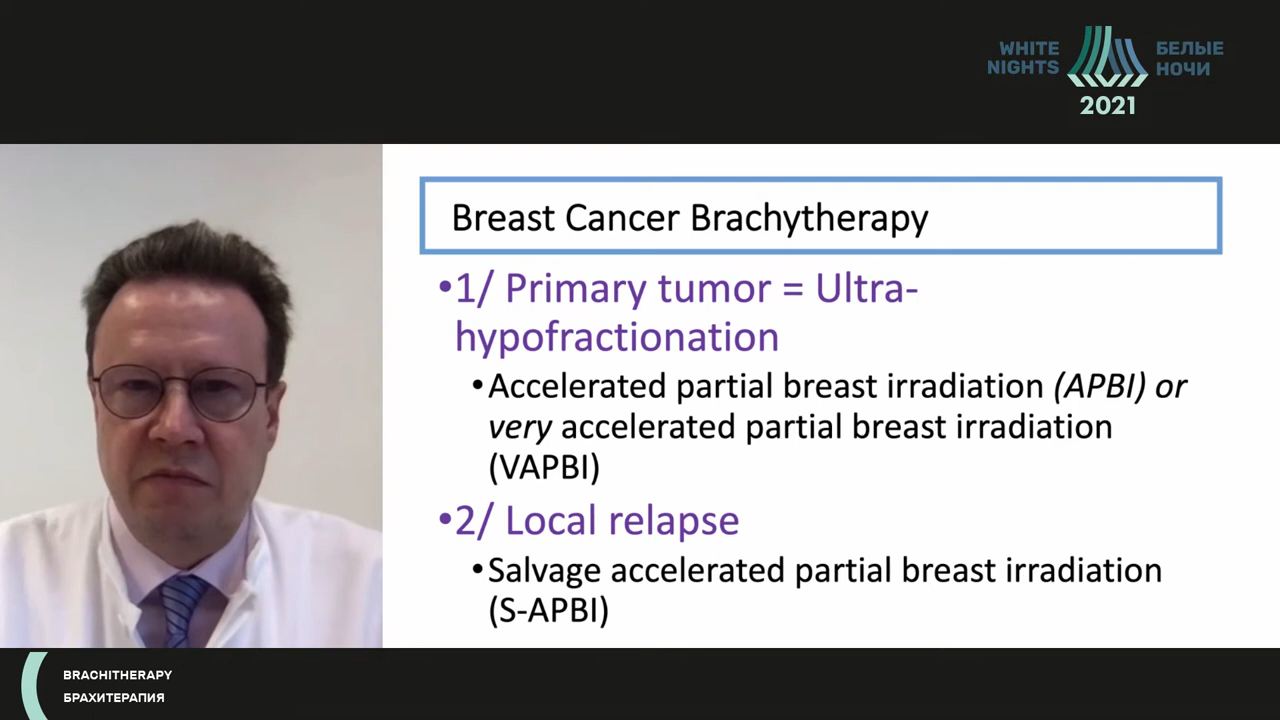 WHITE
NIGHTS
БЕЛЫЕ
НОЧИ
2021
Breast Cancer Brachytherapy
•1/ Primary tumor = Ultra-
hypofractionation
•Accelerated partial breast irradiation (APBI) or
very accelerated partial breast irradiation
(VAPBI)
•2/ Local relapse
•Salvage accelerated partial breast irradiation
(S-APBI)
BRACHITHERAPY
БРАХИТЕРАПИЯ